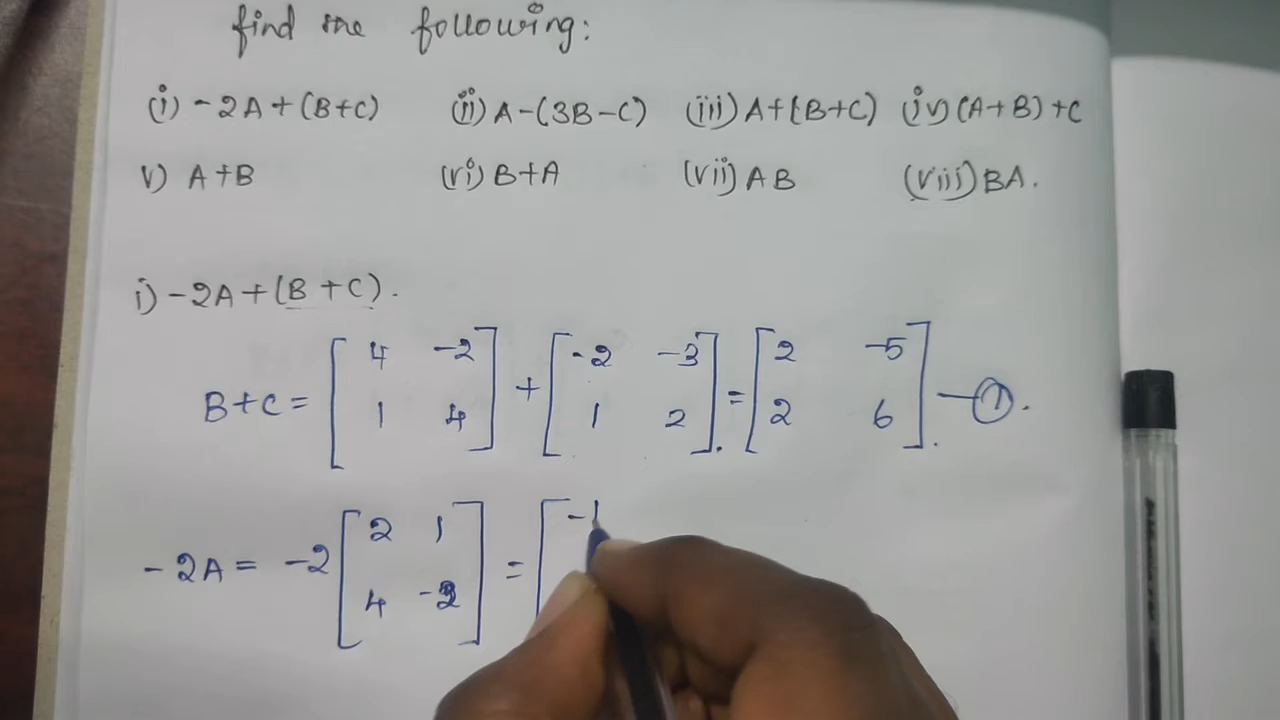 find the following:
(i) -2A+(B+C) (ii) A-(3B-C) (iii) A+(B+C) (iv) (A+B)+C
v) A+B (vi) B+A (vii) AB (viii) BA.
i) -2A+(B+C).
B+C = [4 -2 + [-2 -3 = [2 -5 — ①.
1 4] 1 2]. 2 6].
-2A = -2 [2 1 = [-1
4 -2]